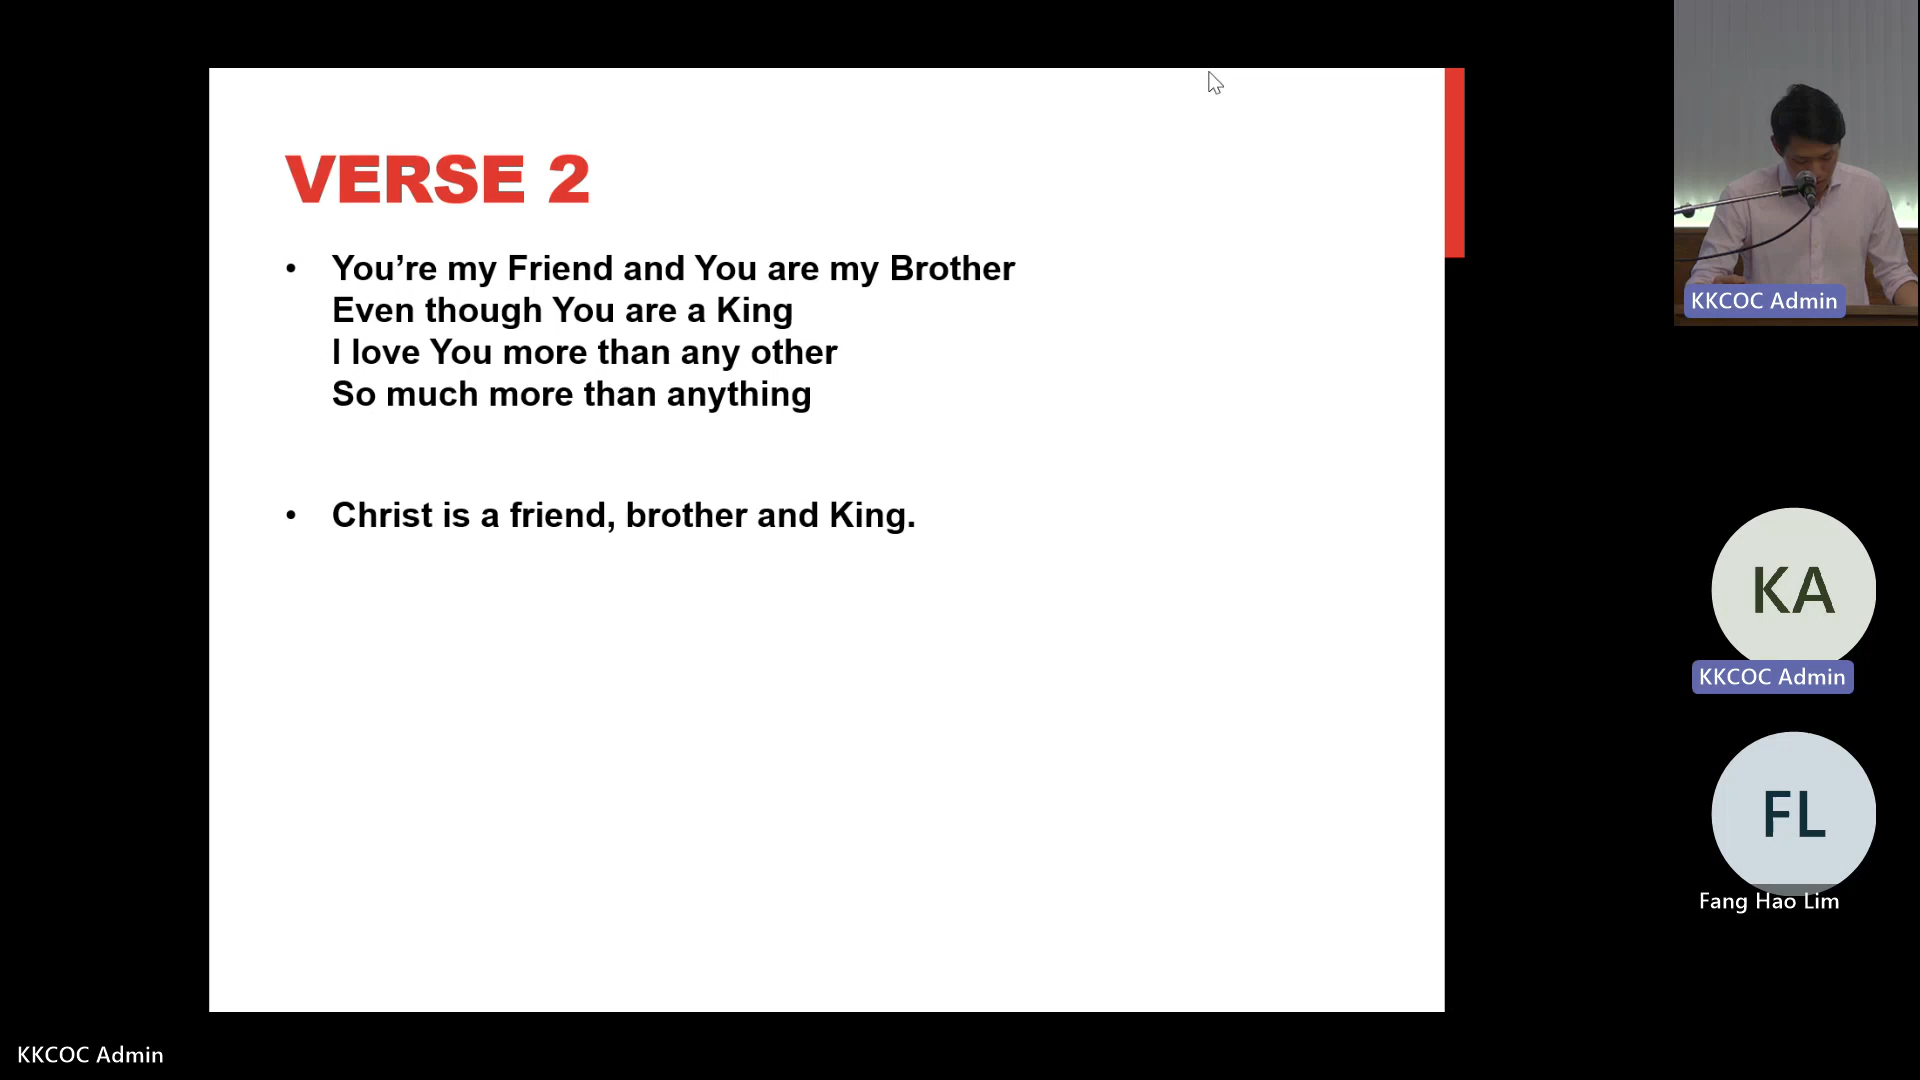 VERSE 2
• You’re my Friend and You are my Brother
Even though You are a King
I love You more than any other
So much more than anything
• Christ is a friend, brother and King.
KKCOC Admin
KA
KKCOC Admin
FL
Fang Hao Lim
KKCOC Admin